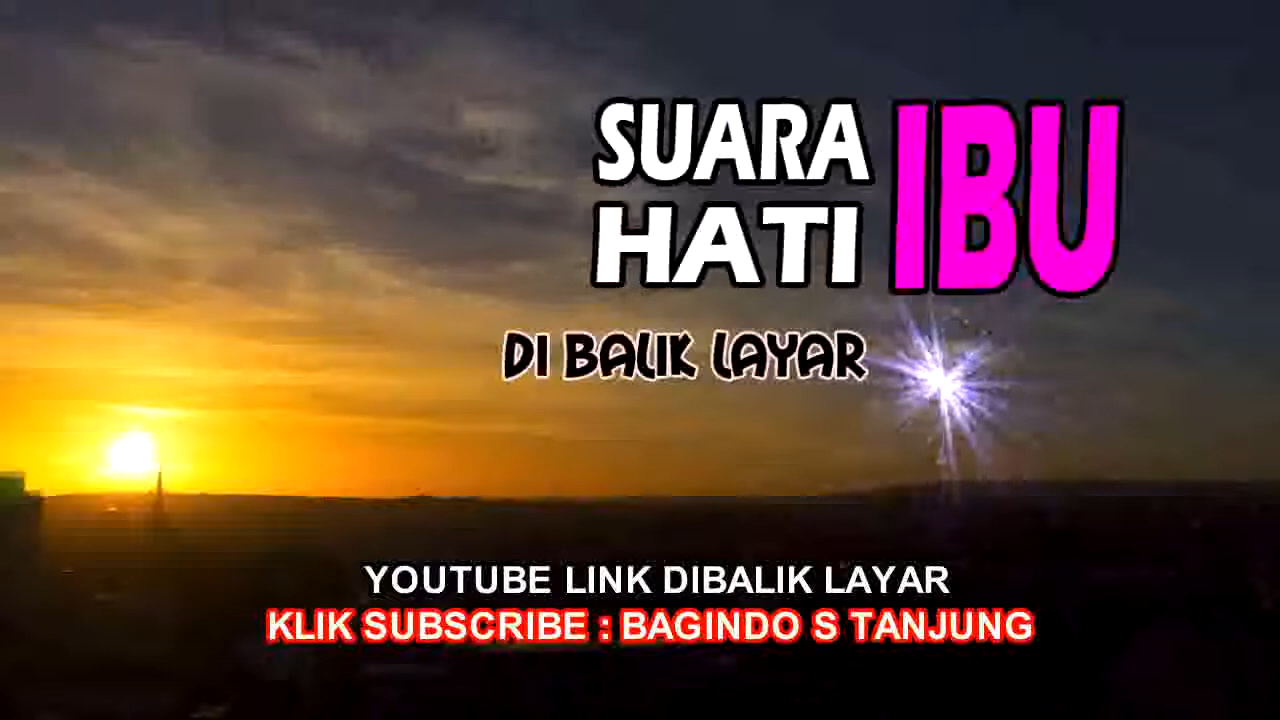 SUARA IBU
HATI
DI BALIK LAYAR
YOUTUBE LINK DIBALIK LAYAR
KLIK SUBSCRIBE : BAGINDO S TANJUNG